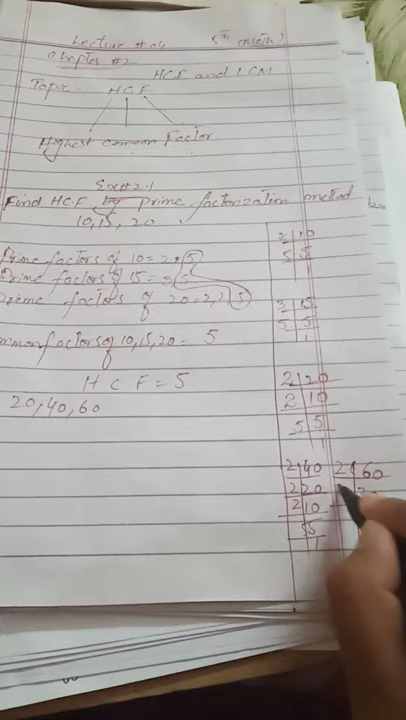 Lecture #04 5th (Math)
Chapter #2
HCF and LCM
Topic: HCF
Highest common Factor
Ex#2.1
Find HCF by prime factorization method
10,15,20
Prime factors of 10=2,5
Prime factors of 15=3,5
Prime factors of 20=2,2,5
Common factors of 10,15,20= 5
HCF=5
20,40,60
2|10
5|5
1
3|15
5|5
1
2|20
2|10
5|5
1
2|40
2|20
2|10
5|5
1
2|60